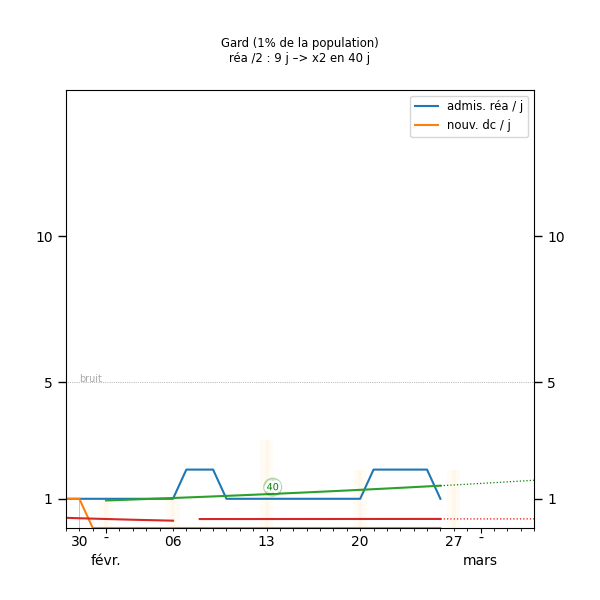 Gard (1% de la population)
réa /2 : 9 j –> x2 en 40 j
admis. réa / j
nouv. dc / j
10 10
bruit
5 5
40
1 1
30 - 06 13 20 27 -
févr. mars